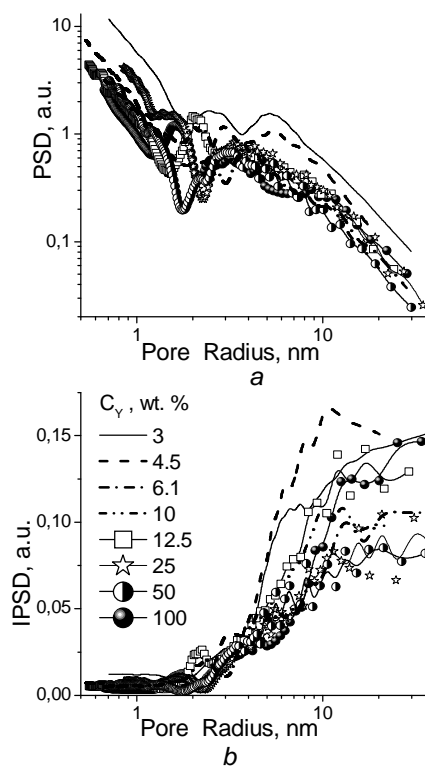 10
1
0,1
PSD, a.u.
1
10
Pore Radius, nm
a
C_Y, wt. %
3
4.5
6.1
10
12.5
25
50
100
0,15
0,10
0,05
0,00
IPSD, a.u.
1
10
Pore Radius, nm
b